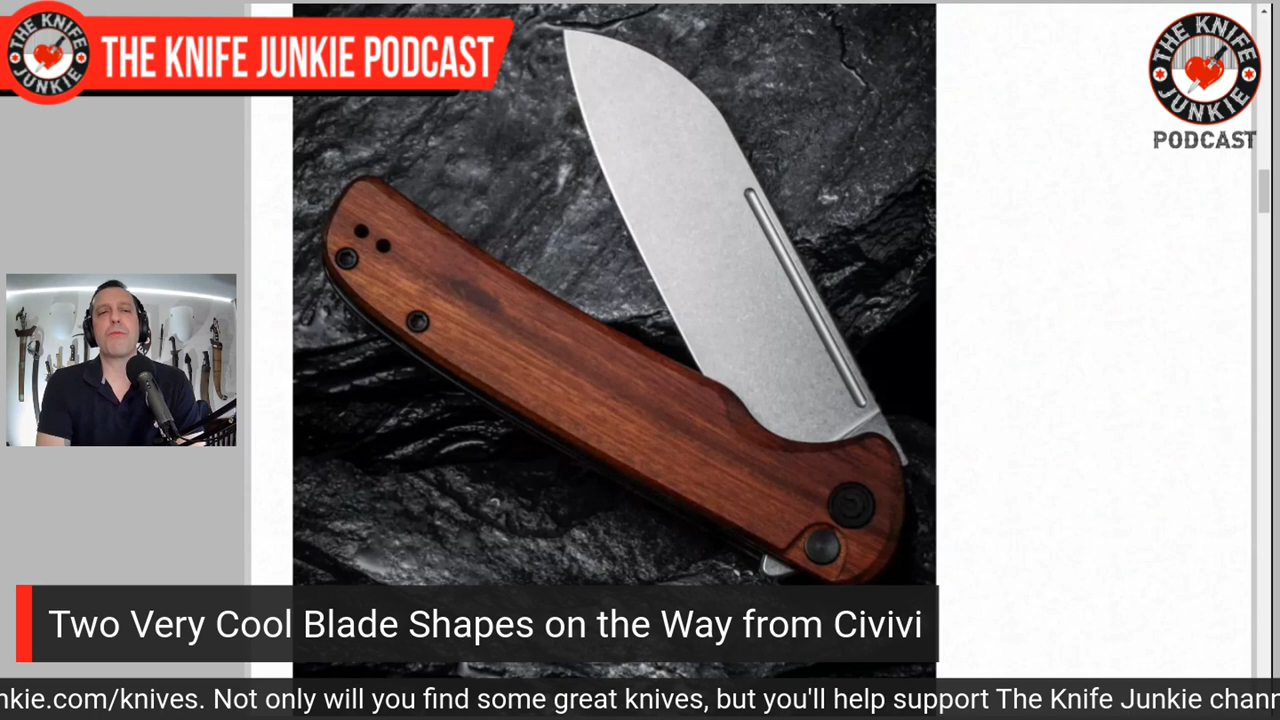 THE KNIFE
JUNKIE
THE KNIFE JUNKIE PODCAST
THE KNIFE
JUNKIE
PODCAST
Two Very Cool Blade Shapes on the Way from Civivi
nkie.com/knives. Not only will you find some great knives, but you'll help support The Knife Junkie chann